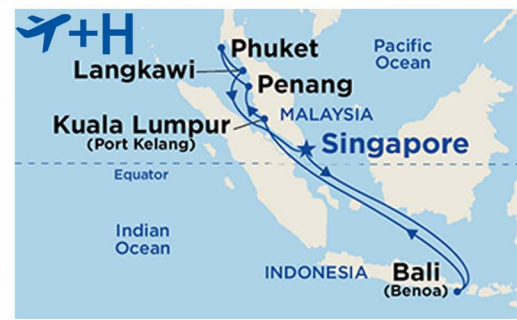 +H
Phuket
Pacific
Ocean
Langkawi
Penang
MALAYSIA
Kuala Lumpur
(Port Kelang)
Singapore
Equator
Indian
Ocean
INDONESIA
Bali
(Benoa)